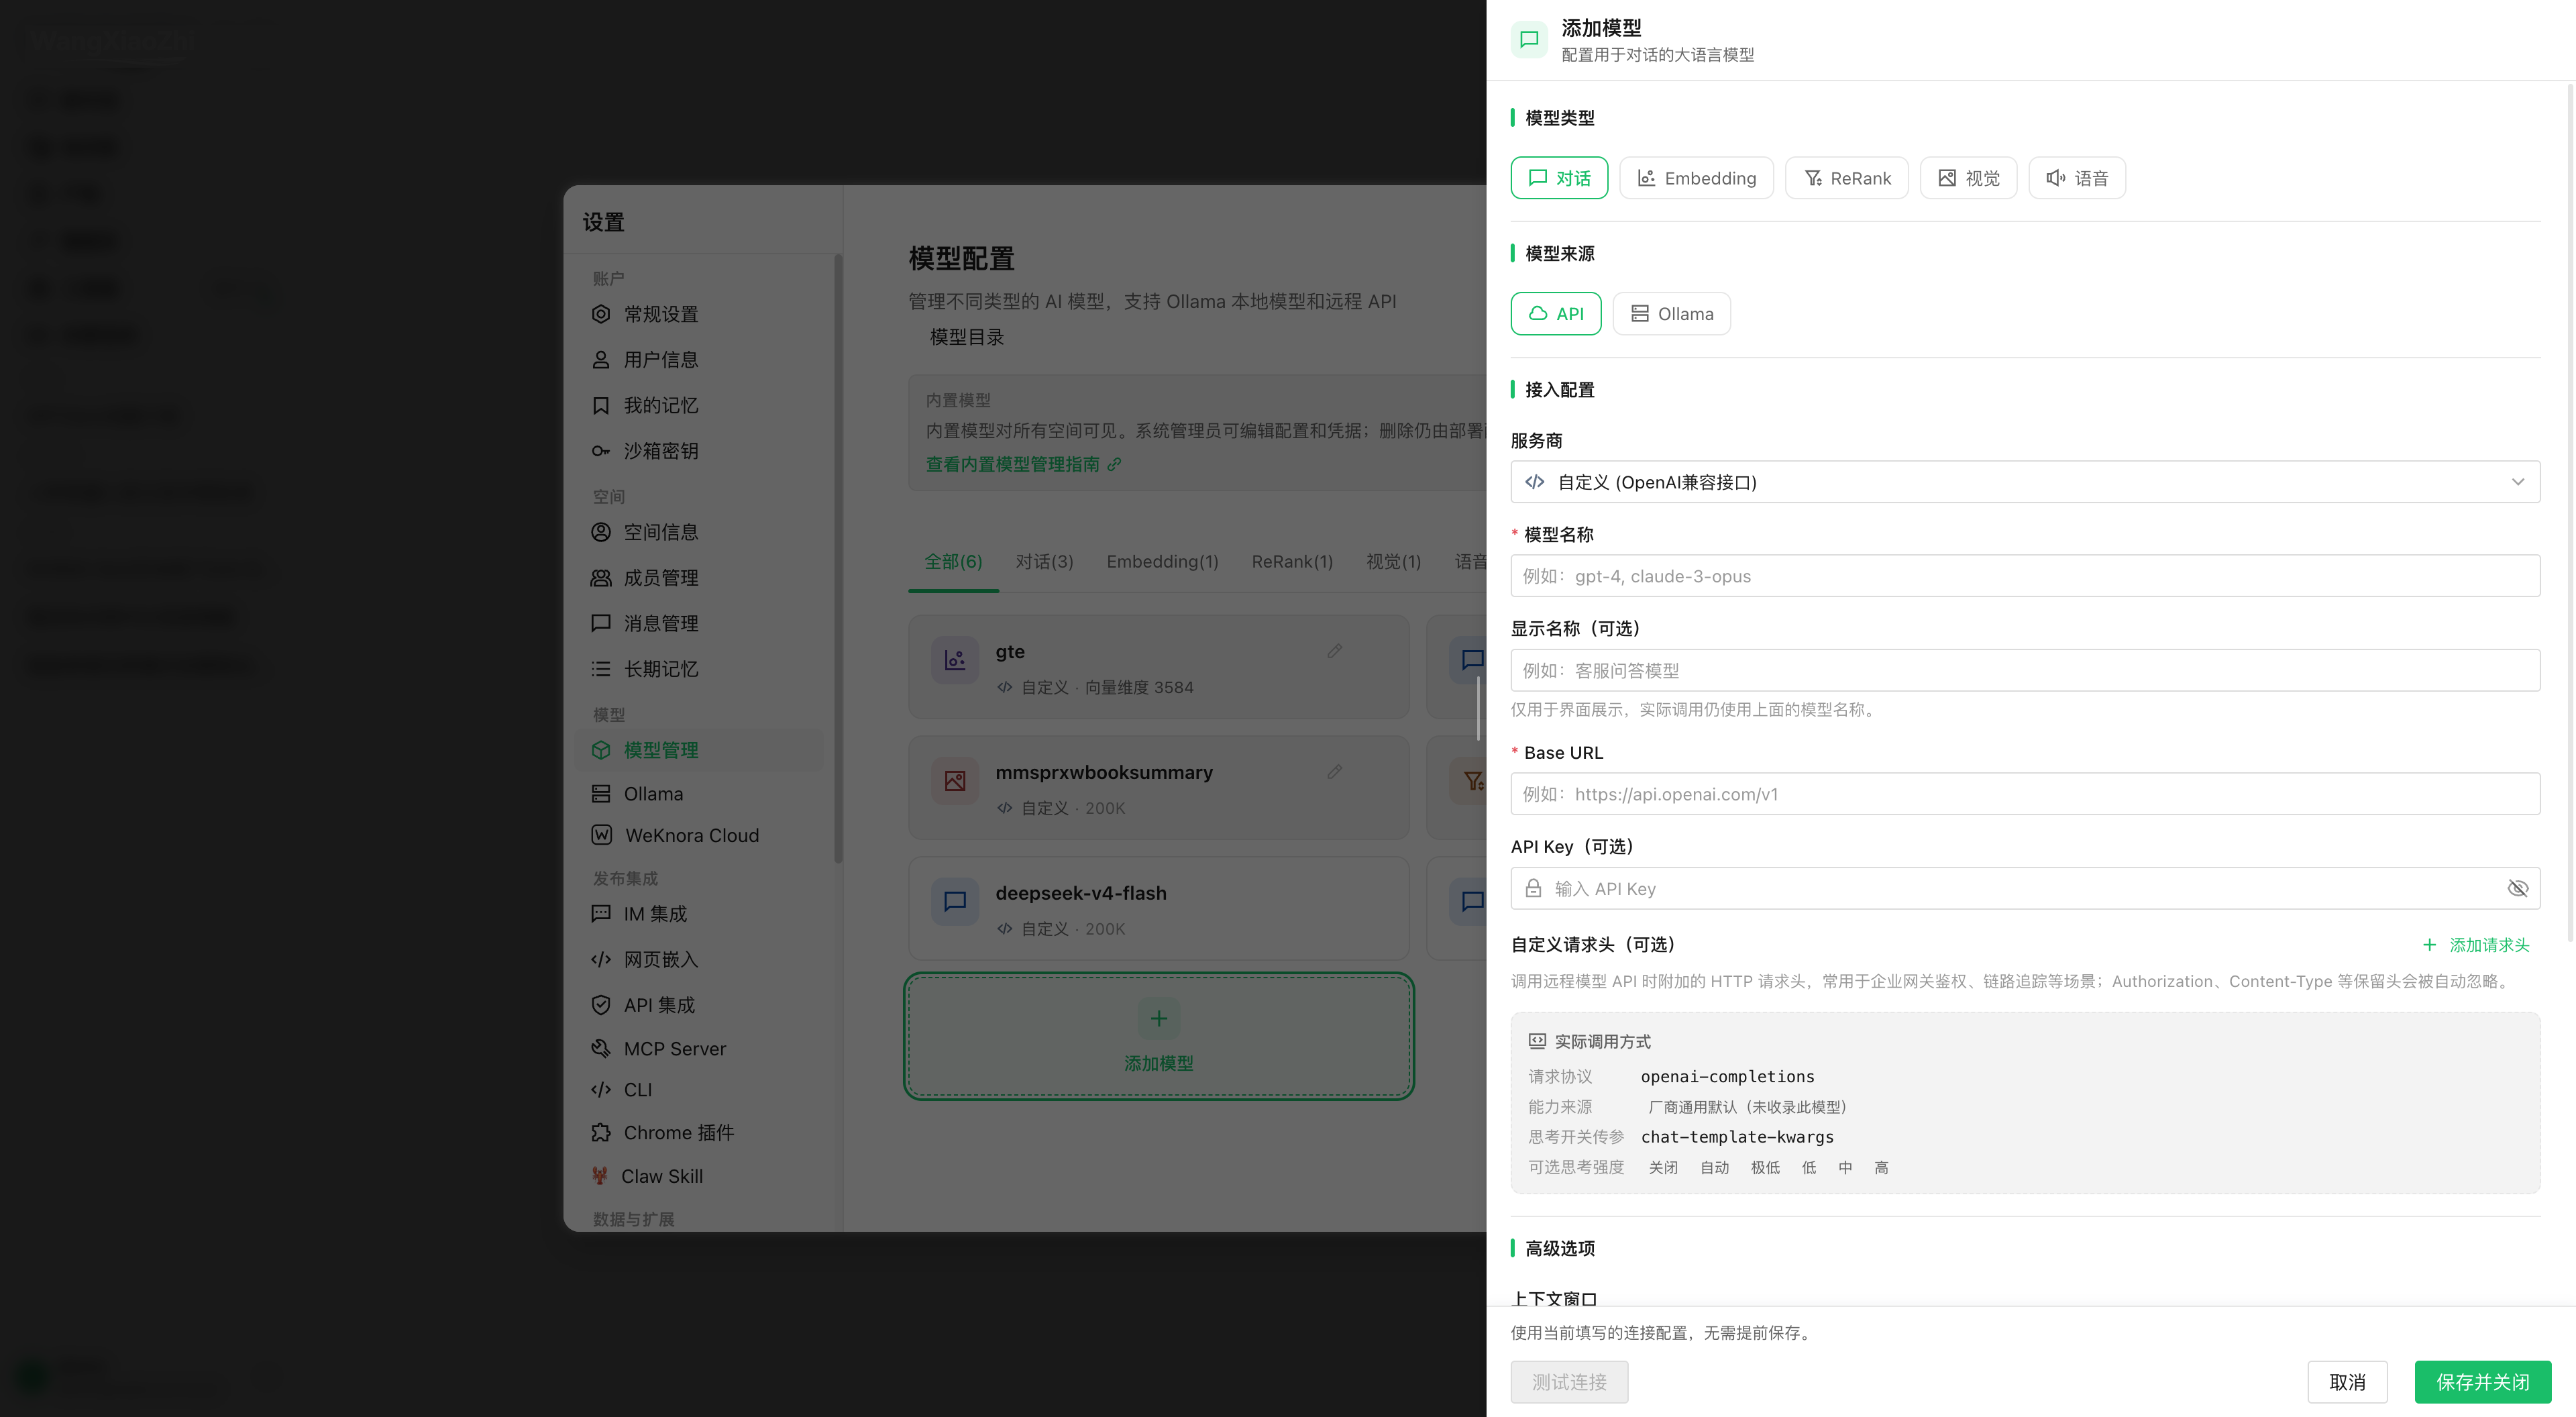 设置
账户
常规设置
用户信息
我的记忆
沙箱密钥
空间
空间信息
成员管理
消息管理
长期记忆
模型
模型管理
Ollama
WeKnora Cloud
发布集成
IM 集成
网页嵌入
API 集成
MCP Server
CLI
Chrome 插件
Claw Skill
数据与扩展
模型配置
管理不同类型的 AI 模型，支持 Ollama 本地模型和远程 API
模型目录
内置模型
内置模型对所有空间可见。系统管理员可编辑配置和凭据；删除仍由部署
查看内置模型管理指南
全部(6) 对话(3) Embedding(1) ReRank(1) 视觉(1) 语音
gte
自定义 · 向量维度 3584
mmsprxwbooksummary
自定义 · 200K
deepseek-v4-flash
自定义 · 200K
添加模型
添加模型
配置用于对话的大语言模型
模型类型
对话 Embedding ReRank 视觉 语音
模型来源
API Ollama
接入配置
服务商
自定义 (OpenAI兼容接口)
* 模型名称
例如：gpt-4, claude-3-opus
显示名称（可选）
例如：客服问答模型
仅用于界面展示，实际调用仍使用上面的模型名称。
* Base URL
例如：https://api.openai.com/v1
API Key（可选）
输入 API Key
自定义请求头（可选） + 添加请求头
调用远程模型 API 时附加的 HTTP 请求头，常用于企业网关鉴权、链路追踪等场景；Authorization、Content-Type 等保留头会被自动忽略。
实际调用方式
请求协议 openai-completions
能力来源 厂商通用默认（未收录此模型）
思考开关传参 chat-template-kwargs
可选思考强度 关闭 自动 极低 低 中 高
高级选项
上下文窗口
使用当前填写的连接配置，无需提前保存。
测试连接 取消 保存并关闭